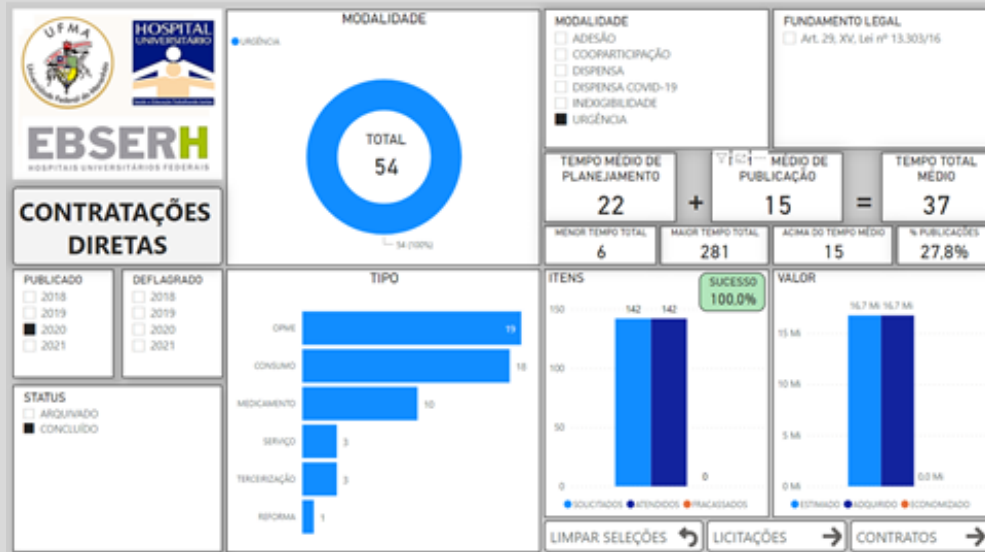 UFMA
Universidade Federal do Maranhão
HOSPITAL
UNIVERSITÁRIO
EBSERH
HOSPITAIS UNIVERSITÁRIOS FEDERAIS
CONTRATAÇÕES
DIRETAS
PUBLICADO
2018
2019
2020
2021
DEFLAGRADO
2018
2019
2020
2021
STATUS
ARQUIVADO
CONCLUÍDO
MODALIDADE
URGÊNCIA
TOTAL
54
54 (100%)
TIPO
OPME 19
CONSUMO 18
MEDICAMENTO 10
SERVIÇO 3
TERCEIRIZAÇÃO 3
REFORMA 1
MODALIDADE
ADESÃO
COOPARTICIPAÇÃO
DISPENSA
DISPENSA COVID-19
INEXIGIBILIDADE
URGÊNCIA
FUNDAMENTO LEGAL
Art. 29, XV, Lei nº 13.303/16
TEMPO MÉDIO DE
PLANEJAMENTO
22
+
MÉDIO DE
PUBLICAÇÃO
15
=
TEMPO TOTAL
MÉDIO
37
MENOR TEMPO TOTAL
6
MAIOR TEMPO TOTAL
281
ACIMA DO TEMPO MÉDIO
15
% PUBLICAÇÕES
27,8%
ITENS
SUCESSO
100,0%
150
100
50
0
142 142
0
SOLICITADOS ATENDIDOS FRACASSADOS
VALOR
16,7 Mi 16,7 Mi
15 Mi
10 Mi
5 Mi
0 Mi
0,0 Mi
ESTIMADO ADQUIRIDO ECONOMIZADO
LIMPAR SELEÇÕES
LICITAÇÕES
CONTRATOS